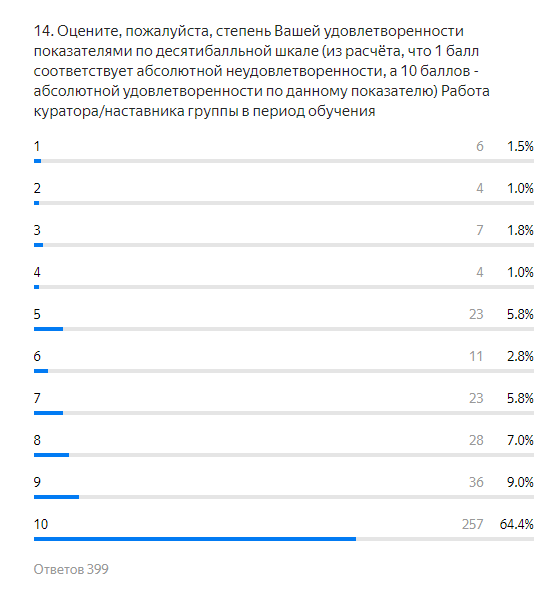 14. Оцените, пожалуйста, степень Вашей удовлетворенности
показателями по десятибалльной шкале (из расчёта, что 1 балл
соответствует абсолютной неудовлетворенности, а 10 баллов -
абсолютной удовлетворенности по данному показателю) Работа
куратора/наставника группы в период обучения
1 6 1.5%
2 4 1.0%
3 7 1.8%
4 4 1.0%
5 23 5.8%
6 11 2.8%
7 23 5.8%
8 28 7.0%
9 36 9.0%
10 257 64.4%
Ответов 399